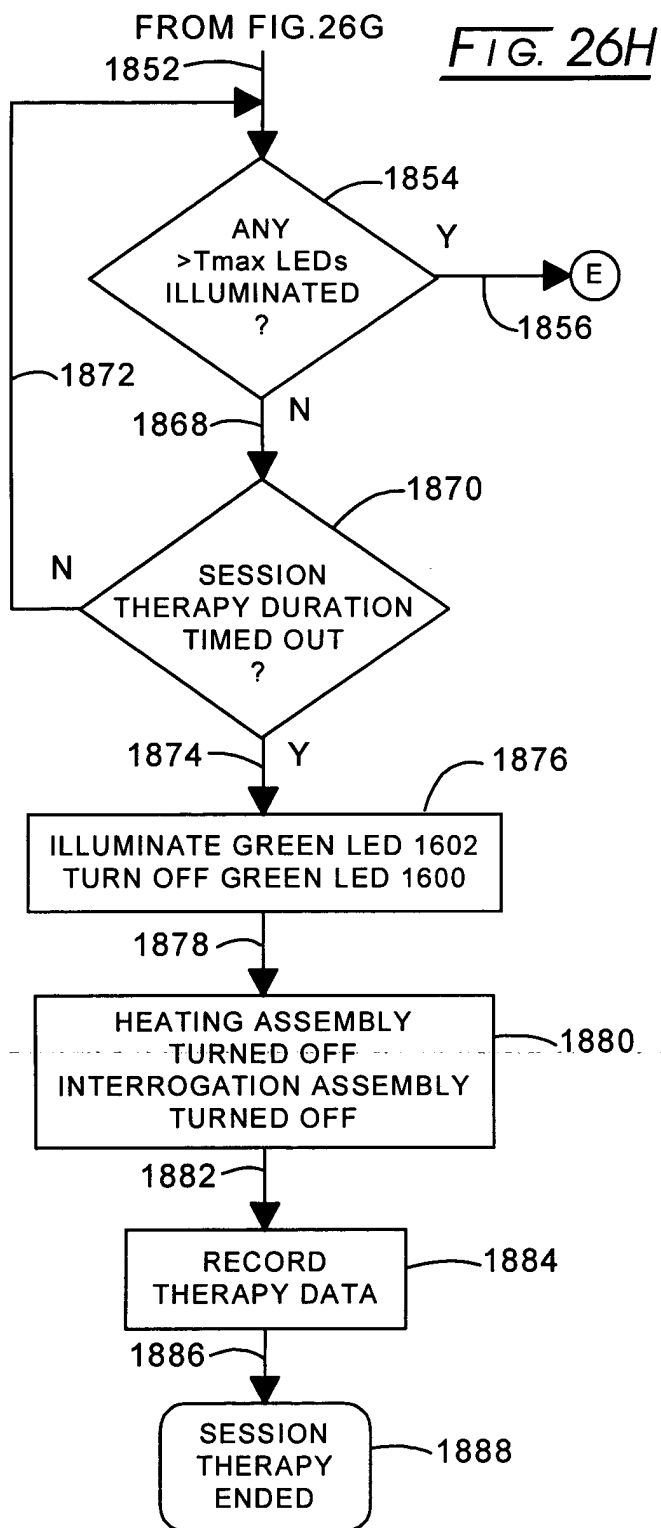 FROM FIG.26G
FIG. 26H
1852
1854
ANY
>Tmax LEDs
ILLUMINATED
?
Y
E
1856
1872
1868
N
1870
N
SESSION
THERAPY DURATION
TIMED OUT
?
1874
Y
1876
ILLUMINATE GREEN LED 1602
TURN OFF GREEN LED 1600
1878
HEATING ASSEMBLY
TURNED OFF
INTERROGATION ASSEMBLY
TURNED OFF
1880
1882
RECORD
THERAPY DATA
1884
1886
SESSION
THERAPY
ENDED
1888